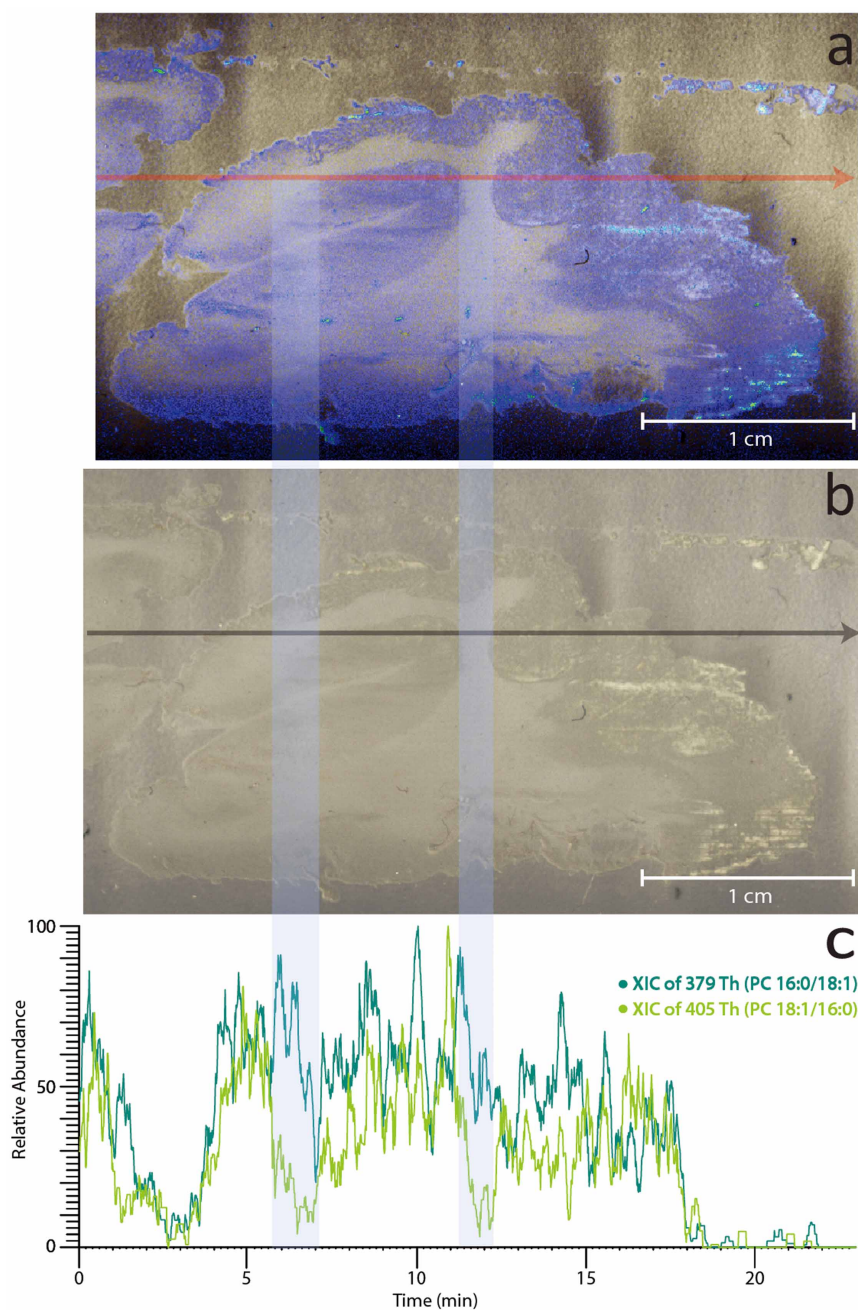 a
1 cm
b
1 cm
c
100
50
0
Relative Abundance
● XIC of 379 Th (PC 16:0/18:1)
● XIC of 405 Th (PC 18:1/16:0)
0 5 10 15 20
Time (min)